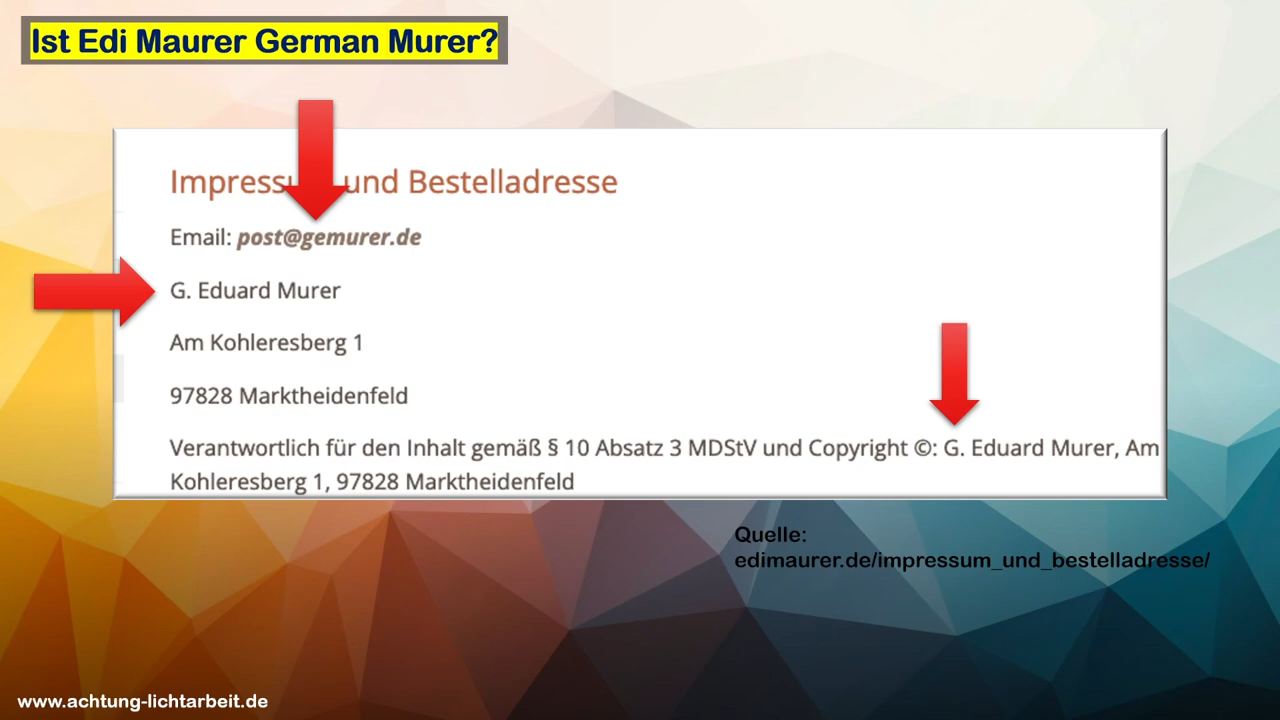 Ist Edi Maurer German Murer?
Impressum und Bestelladresse
Email: post@gemurer.de
G. Eduard Murer
Am Kohleresberg 1
97828 Marktheidenfeld
Verantwortlich für den Inhalt gemäß § 10 Absatz 3 MDStV und Copyright ©: G. Eduard Murer, Am
Kohleresberg 1, 97828 Marktheidenfeld
Quelle:
edimaurer.de/impressum_und_bestelladresse/
www.achtung-lichtarbeit.de